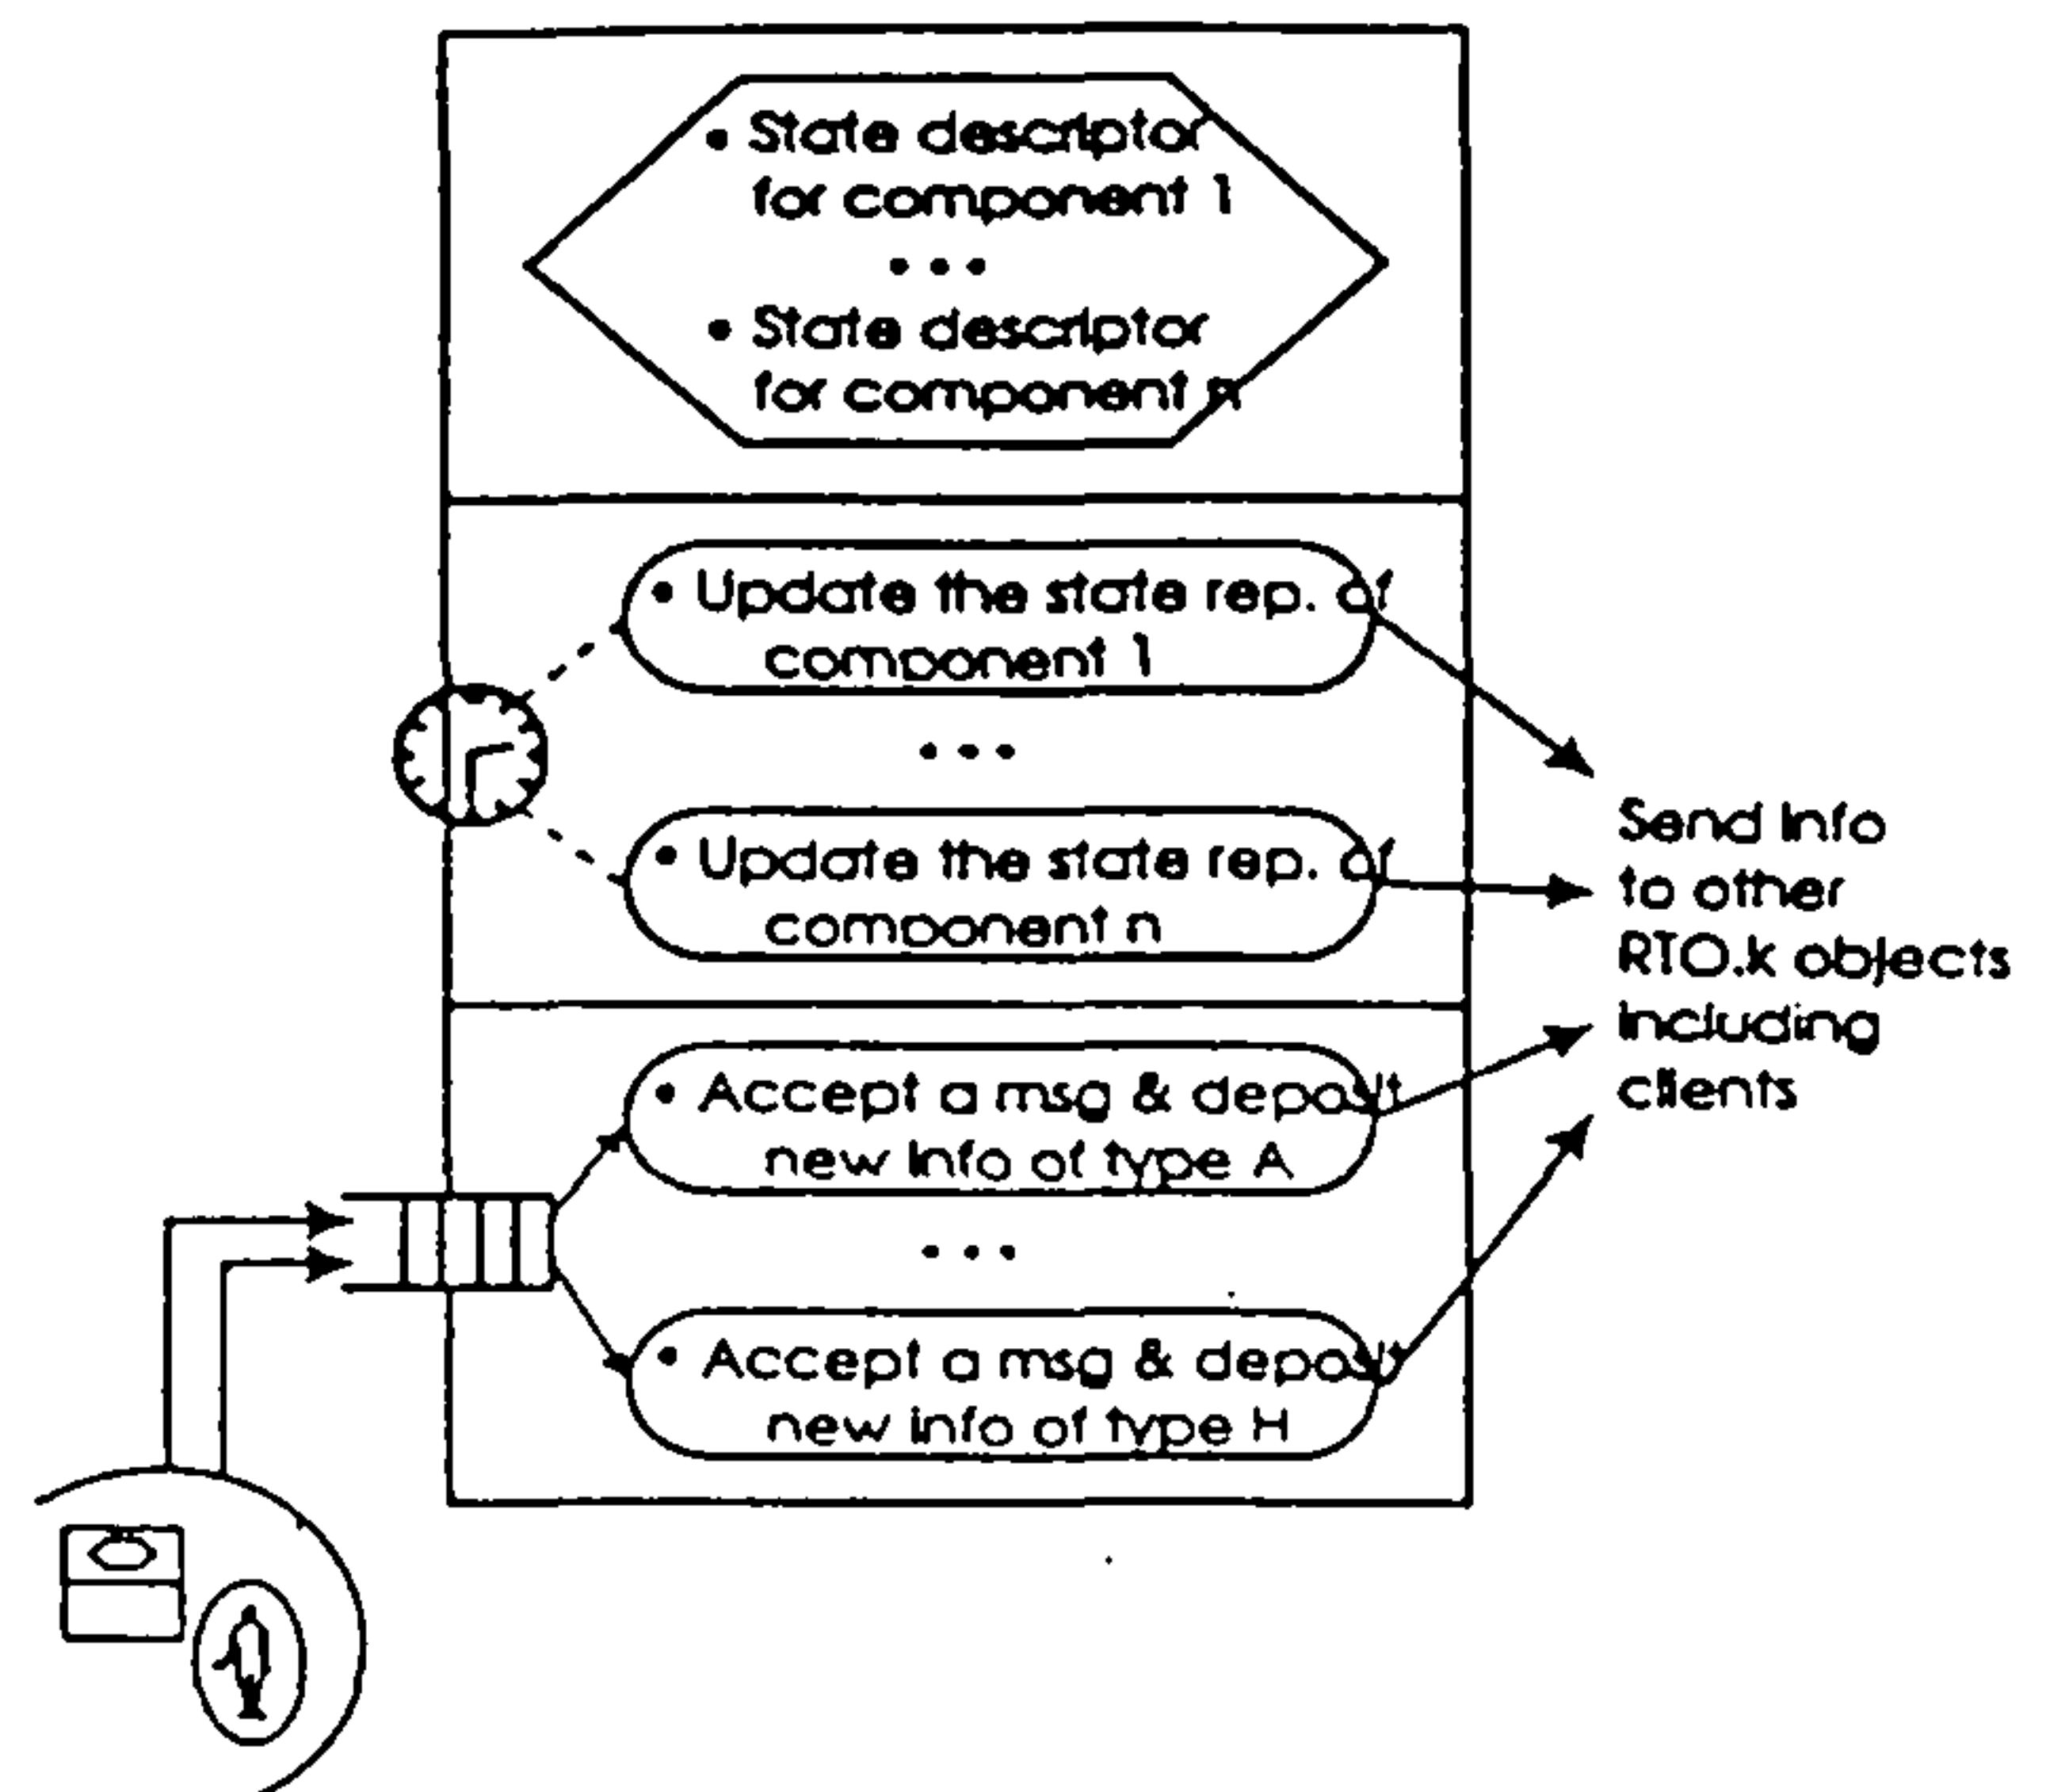 • State descriptor
for component 1
• • •
• State descriptor
for component n
• Update the state rep. of
component 1
• • •
• Update the state rep. of
component n
Send info
to other
RTO.k objects
including
clients
• Accept a msg & deposit
new info of type A
• • •
• Accept a msg & deposit
new info of type H